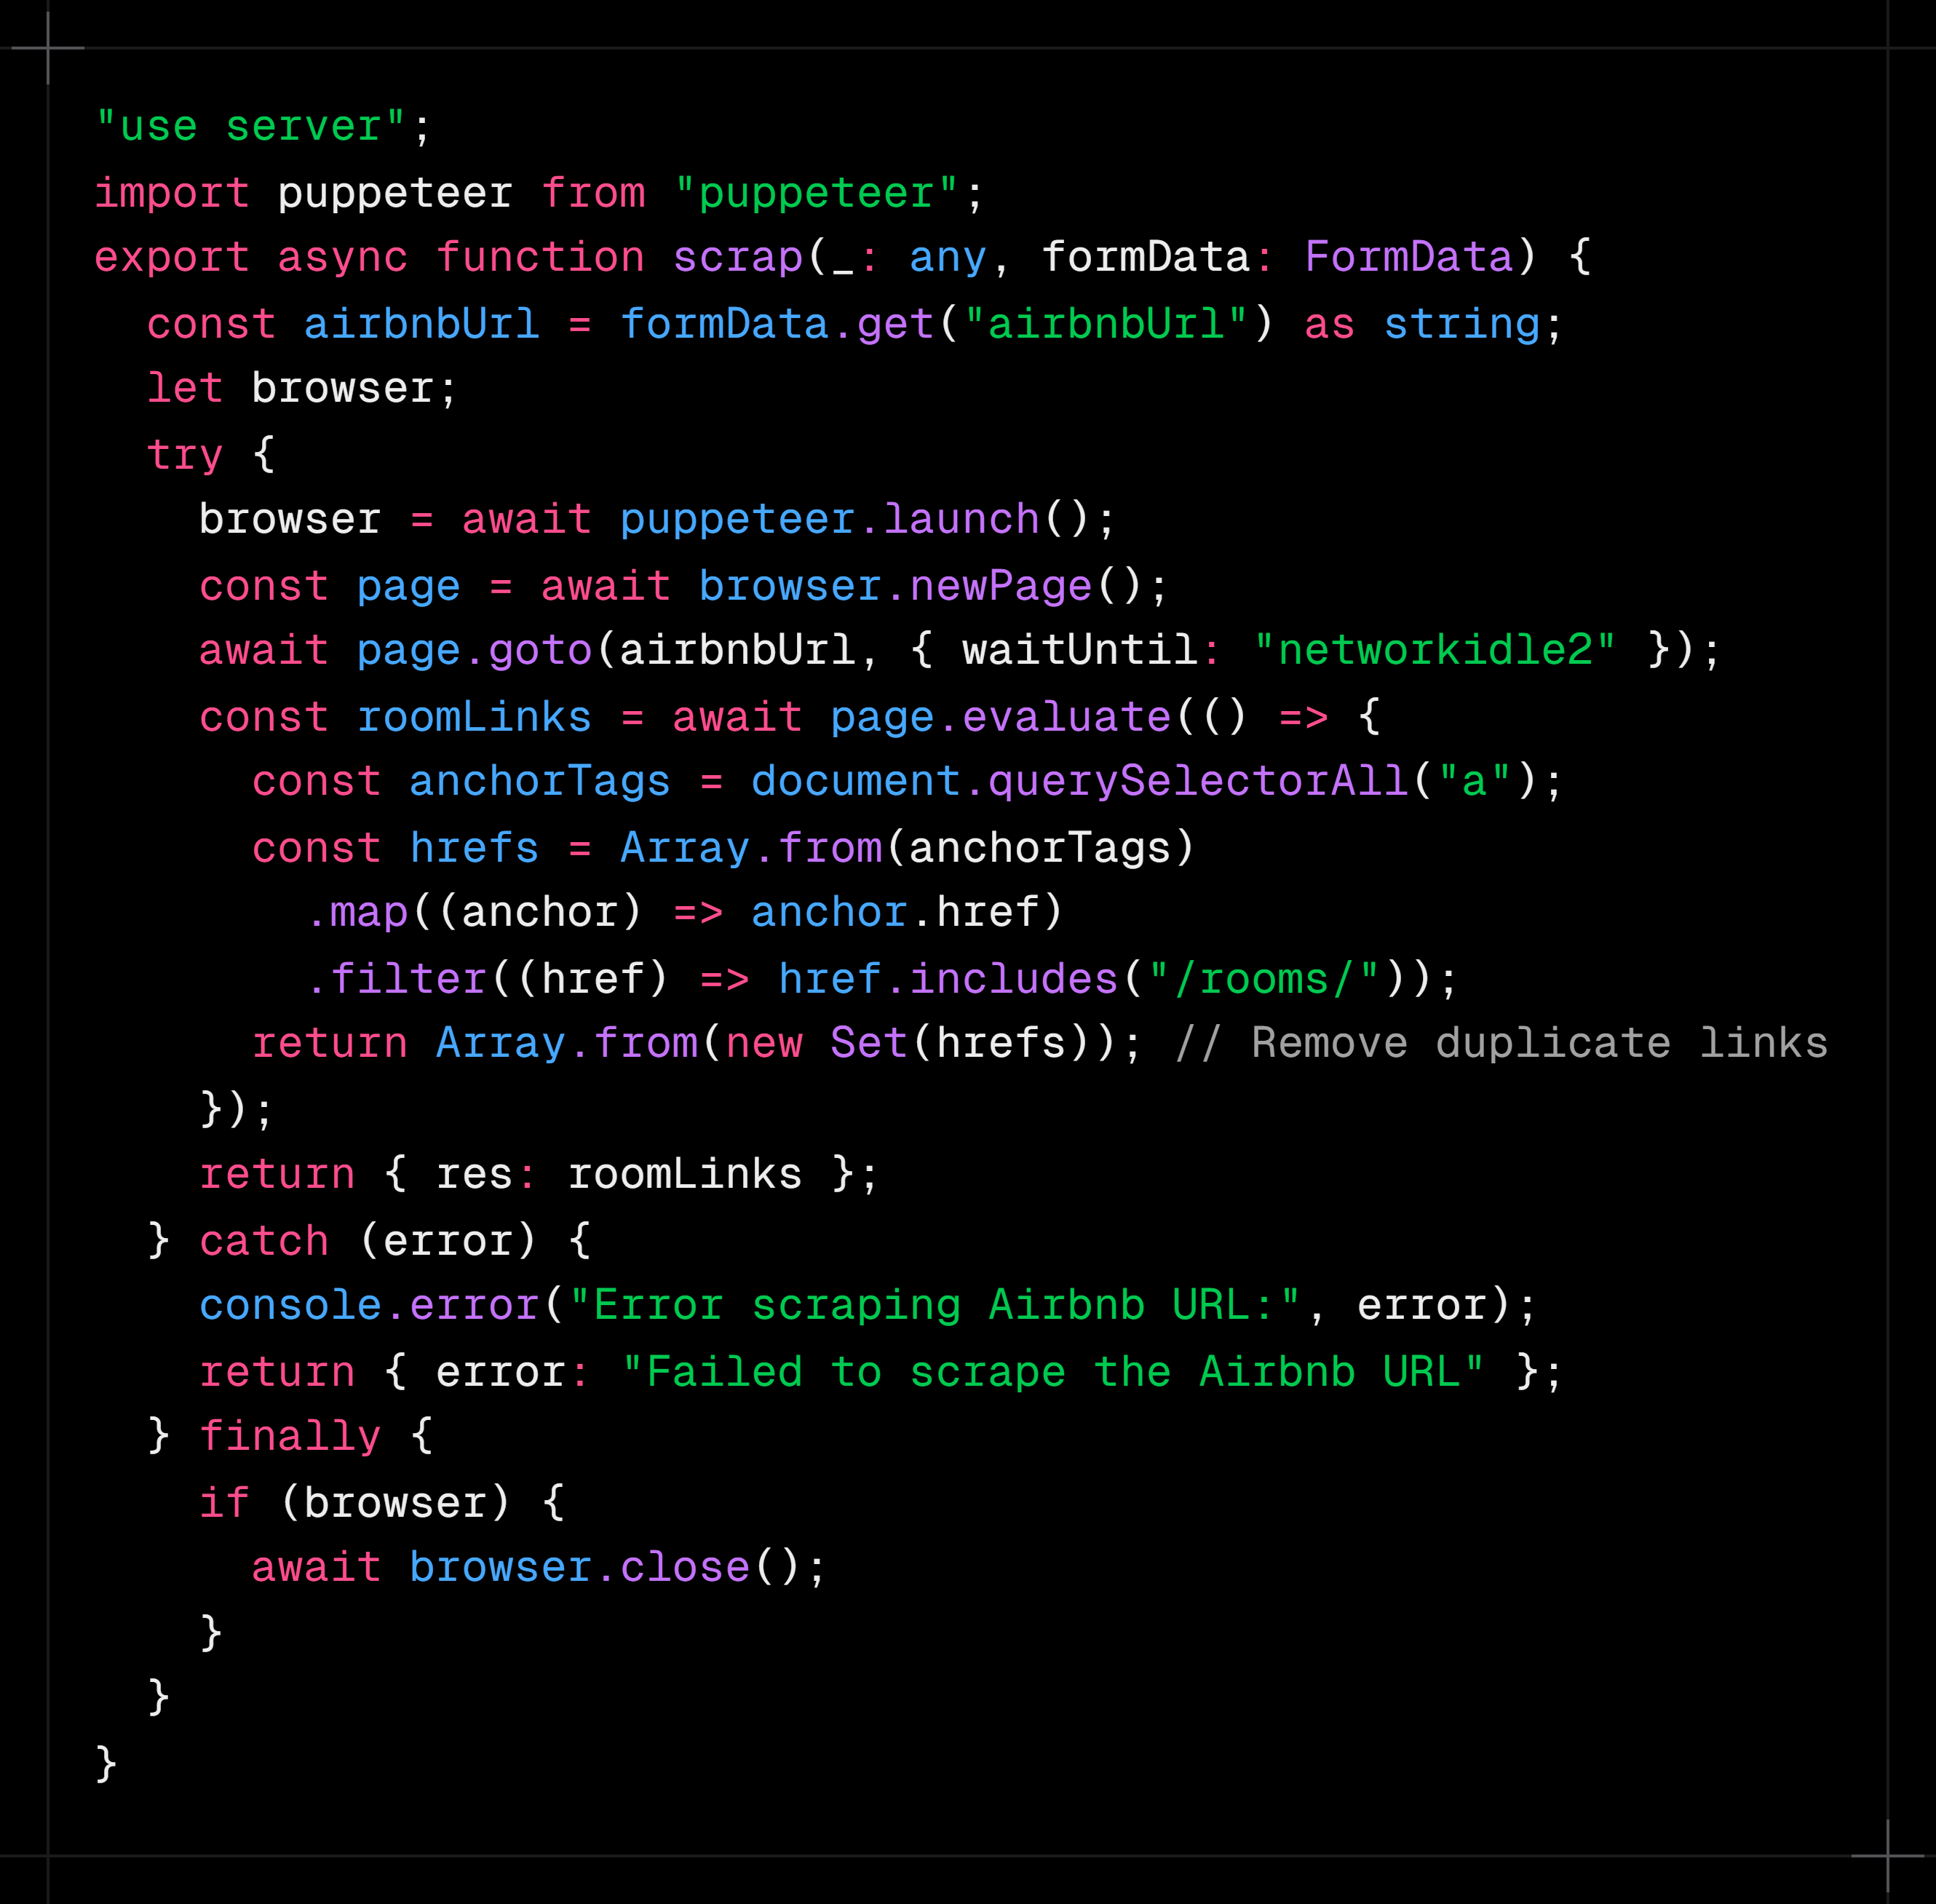 "use server";
import puppeteer from "puppeteer";
export async function scrap(_: any, formData: FormData) {
  const airbnbUrl = formData.get("airbnbUrl") as string;
  let browser;
  try {
    browser = await puppeteer.launch();
    const page = await browser.newPage();
    await page.goto(airbnbUrl, { waitUntil: "networkidle2" });
    const roomLinks = await page.evaluate(() => {
      const anchorTags = document.querySelectorAll("a");
      const hrefs = Array.from(anchorTags)
        .map((anchor) => anchor.href)
        .filter((href) => href.includes("/rooms/"));
      return Array.from(new Set(hrefs)); // Remove duplicate links
    });
    return { res: roomLinks };
  } catch (error) {
    console.error("Error scraping Airbnb URL:", error);
    return { error: "Failed to scrape the Airbnb URL" };
  } finally {
    if (browser) {
      await browser.close();
    }
  }
}